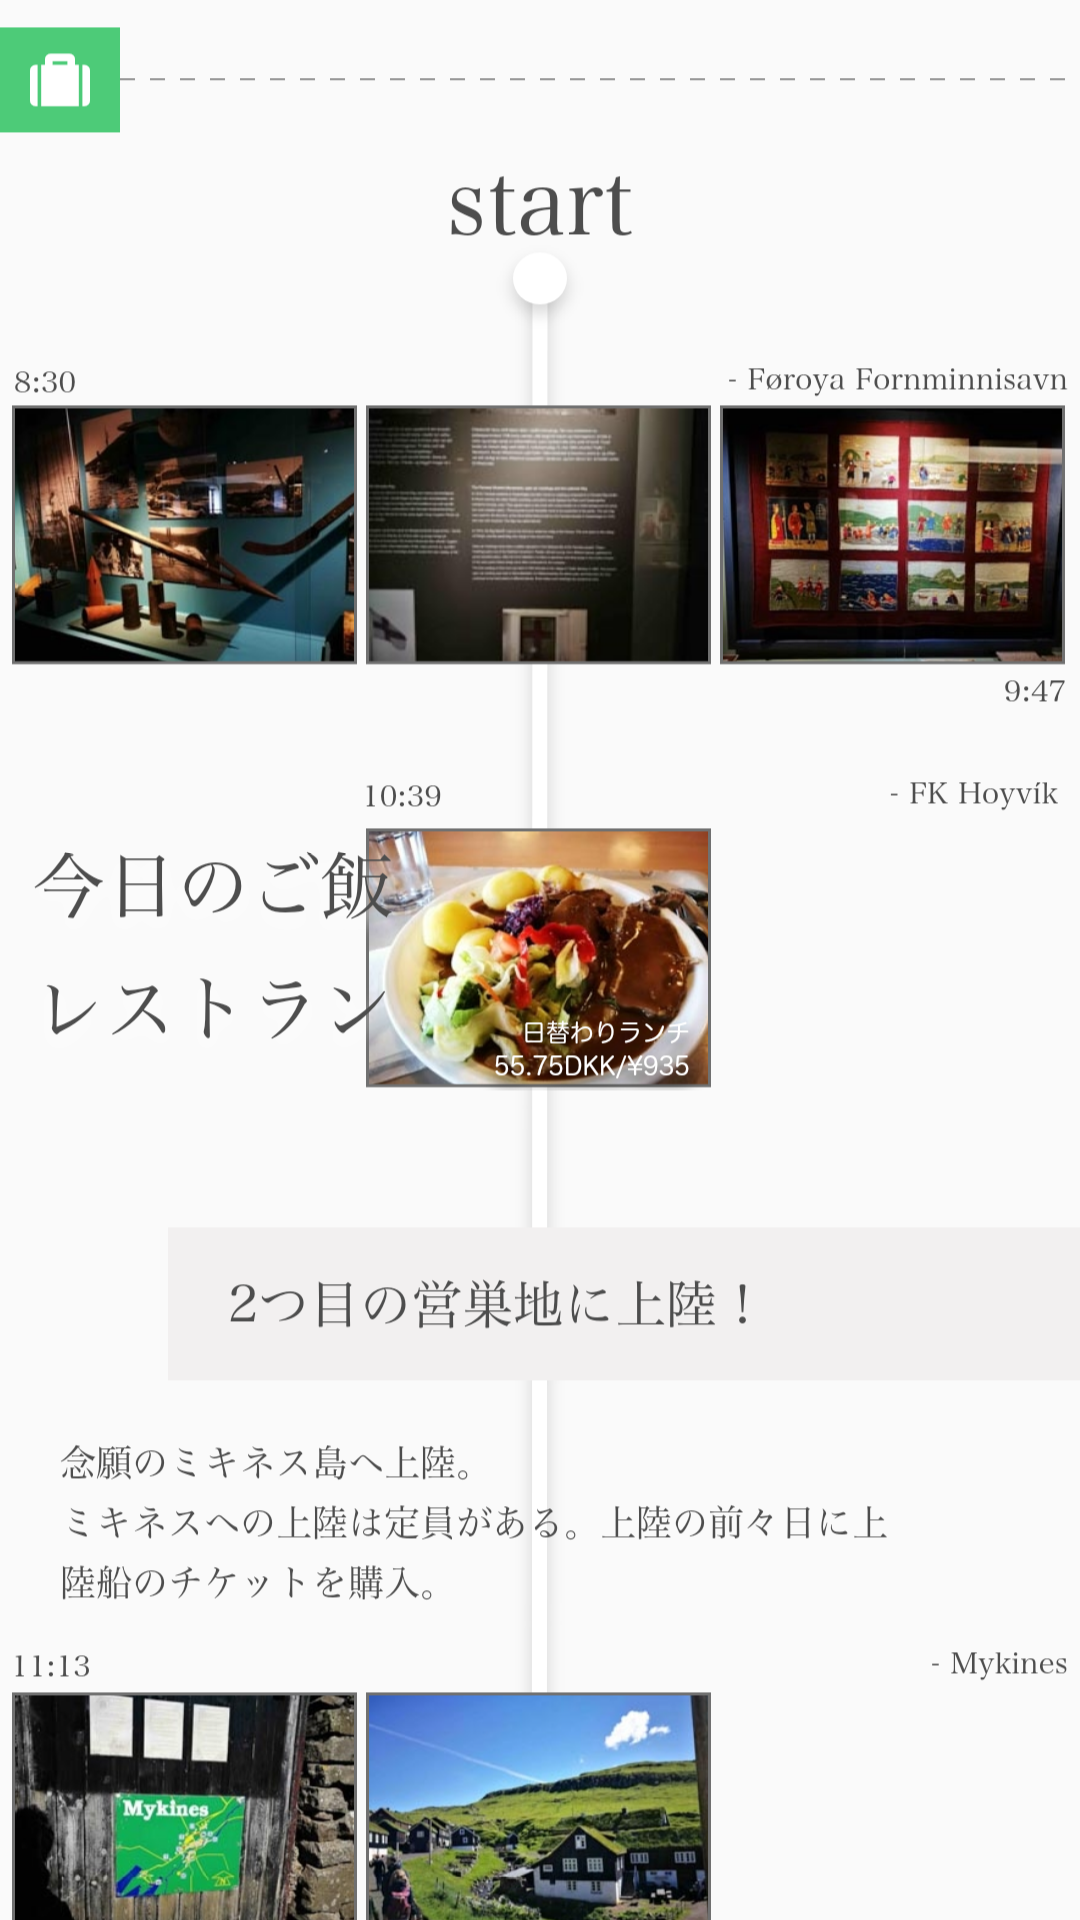 start
8:30
- Føroya Fornminnisavn
9:47
10:39
- FK Hoyvík
今日のご飯
レストラン
日替わりランチ
55.75DKK/¥935
2つ目の営巣地に上陸！
念願のミキネス島へ上陸。
ミキネスへの上陸は定員がある。上陸の前々日に上
陸船のチケットを購入。
11:13
- Mykines
Mykines